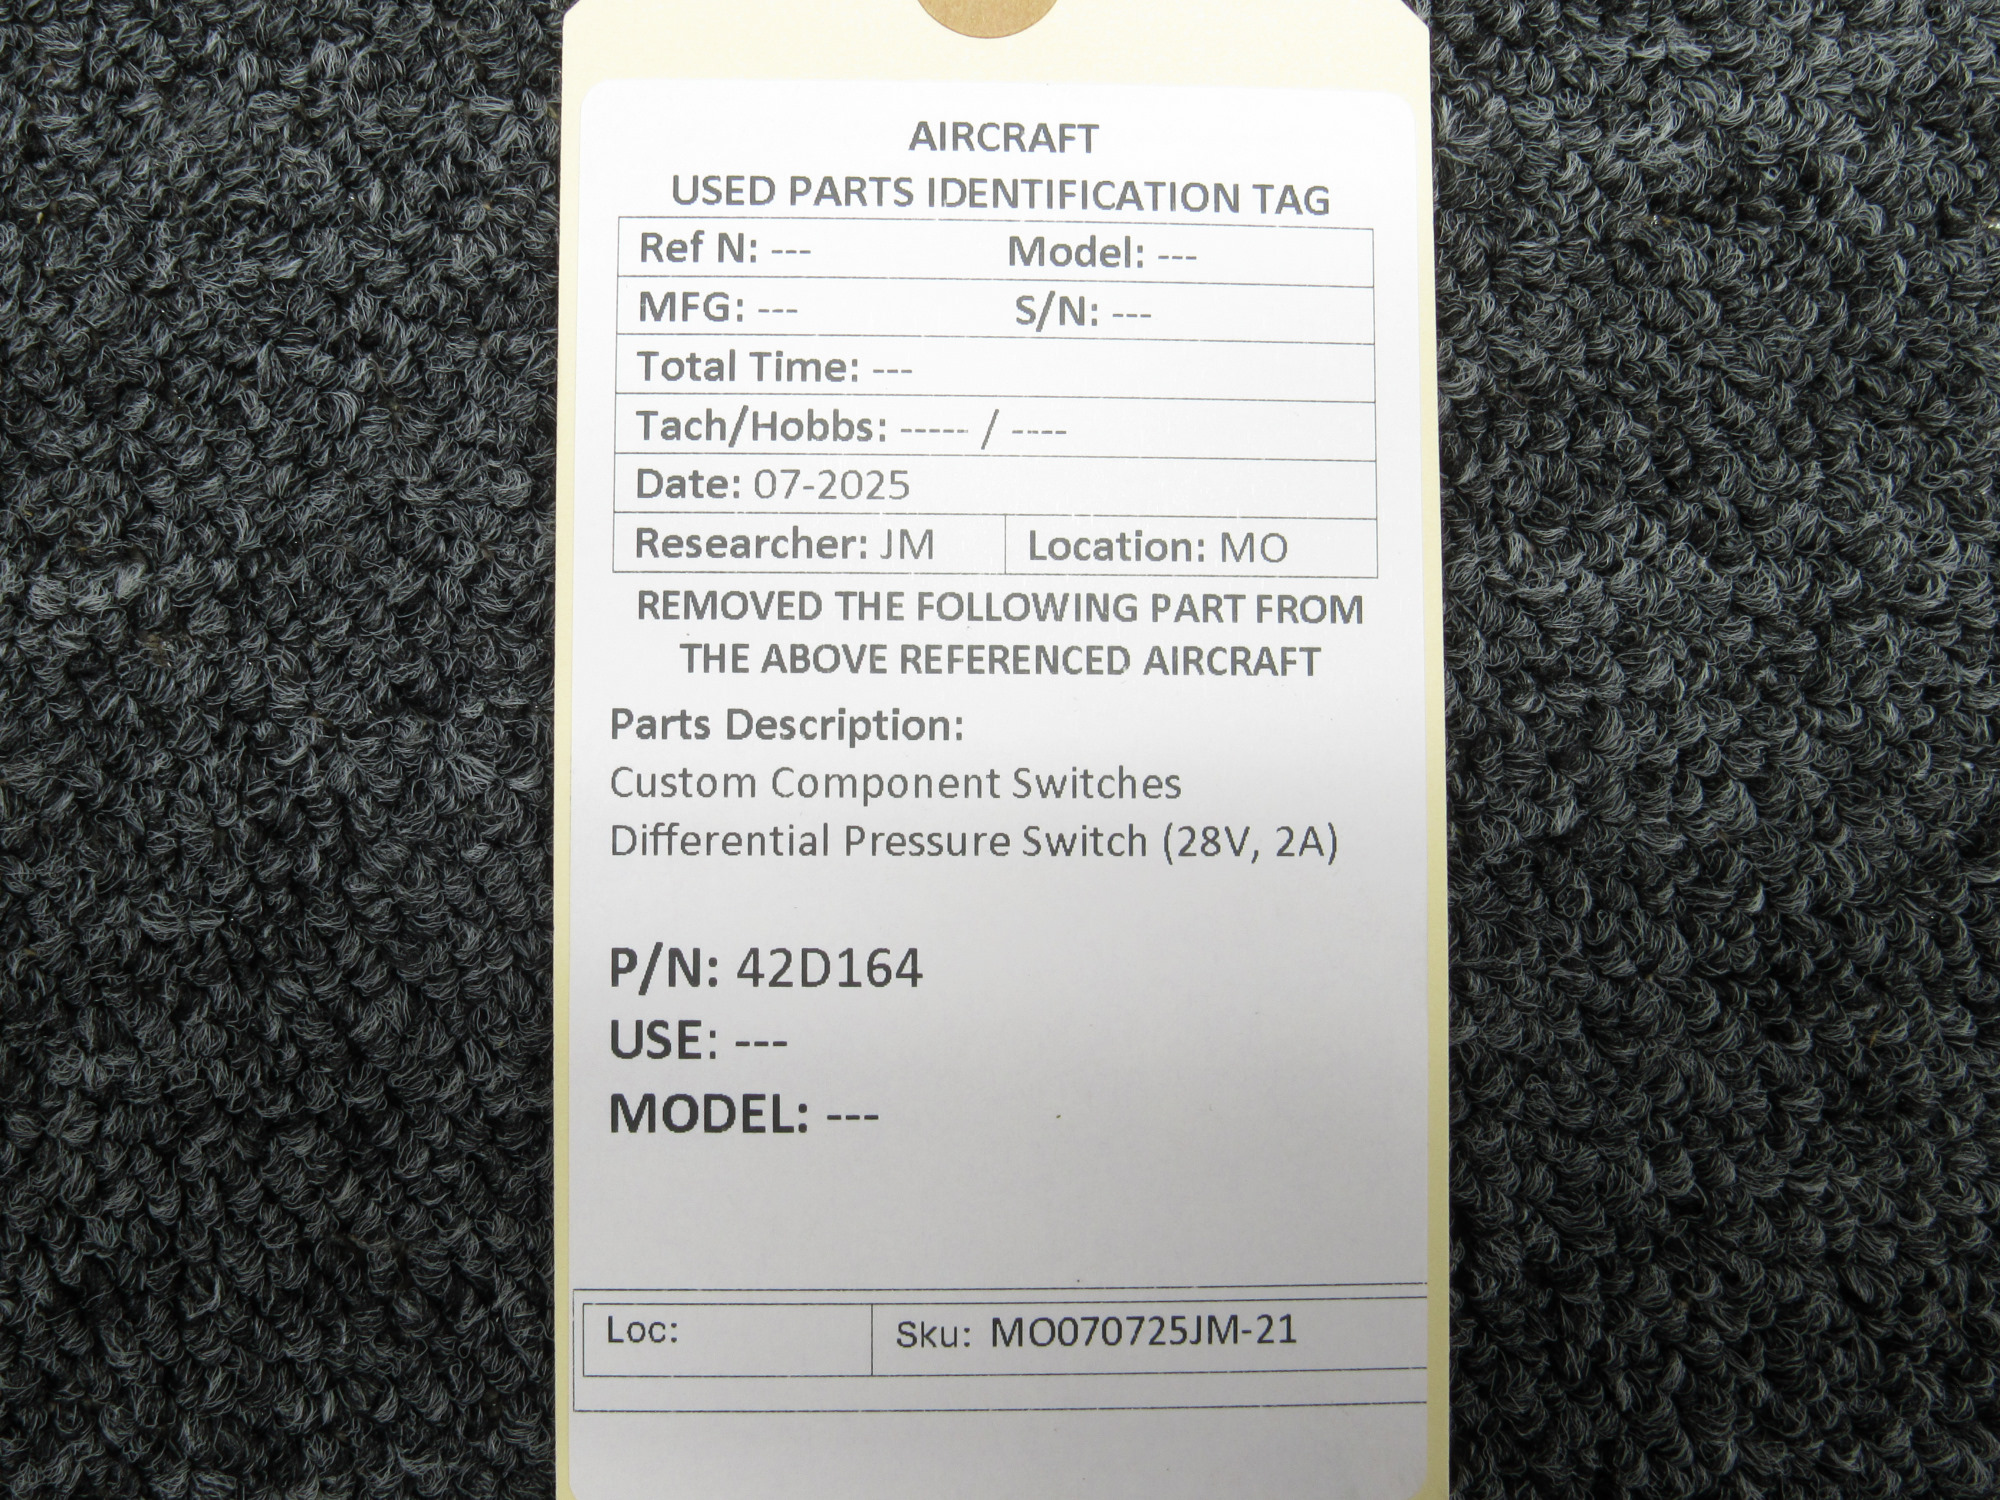 AIRCRAFT
USED PARTS IDENTIFICATION TAG
Ref N: --- Model: ---
MFG: --- S/N: ---
Total Time: ---
Tach/Hobbs: ----- / ----
Date: 07-2025
Researcher: JM Location: MO
REMOVED THE FOLLOWING PART FROM
THE ABOVE REFERENCED AIRCRAFT
Parts Description:
Custom Component Switches
Differential Pressure Switch (28V, 2A)
P/N: 42D164
USE: ---
MODEL: ---
Loc: Sku: MO070725JM-21